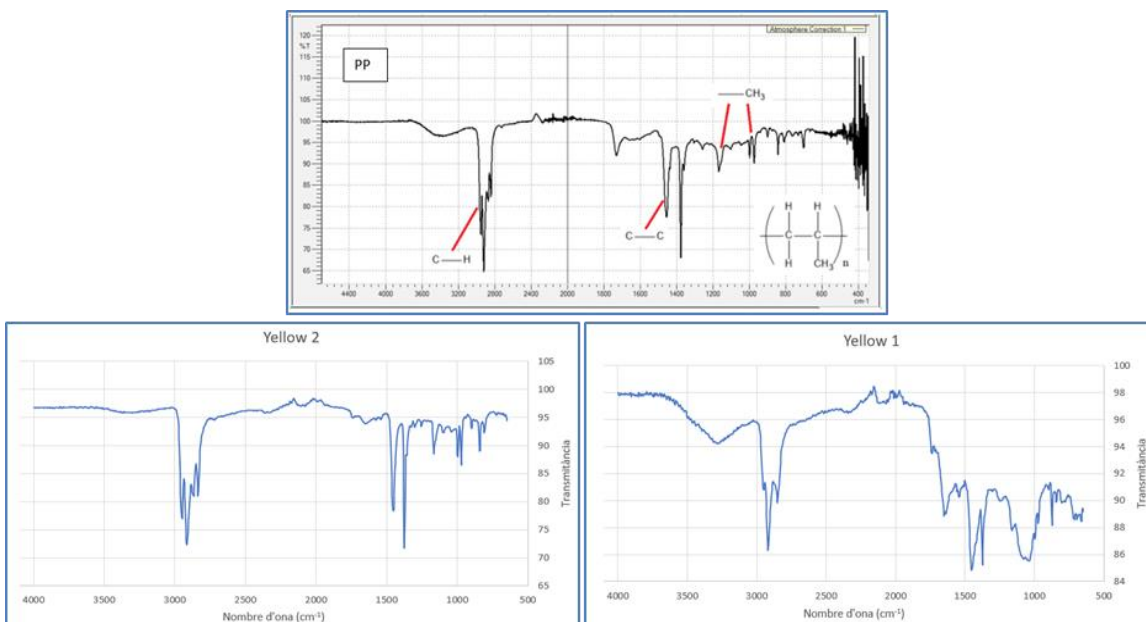 Atmosphere Correction 1
120
%T
115
110
105
100
95
90
85
80
75
70
65
PP
CH3
C H
C C
H H
C C
H CH3 n
4400 4000 3600 3200 2800 2400 2000 1800 1600 1400 1200 1000 800 600 400
cm-1
Yellow 2
105
100
95
90
85
80
75
70
65
Transmitància
4000 3500 3000 2500 2000 1500 1000 500
Nombre d'ona (cm-1)
Yellow 1
100
98
96
94
92
90
88
86
84
Transmitància
4000 3500 3000 2500 2000 1500 1000 500
Nombre d'ona (cm-1)